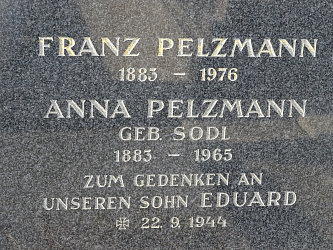 FRANZ PELZMANN
1883 – 1976
ANNA PELZMANN
GEB. SODL
1883 – 1965
ZUM GEDENKEN AN
UNSEREN SOHN EDUARD
✠ 22.9.1944